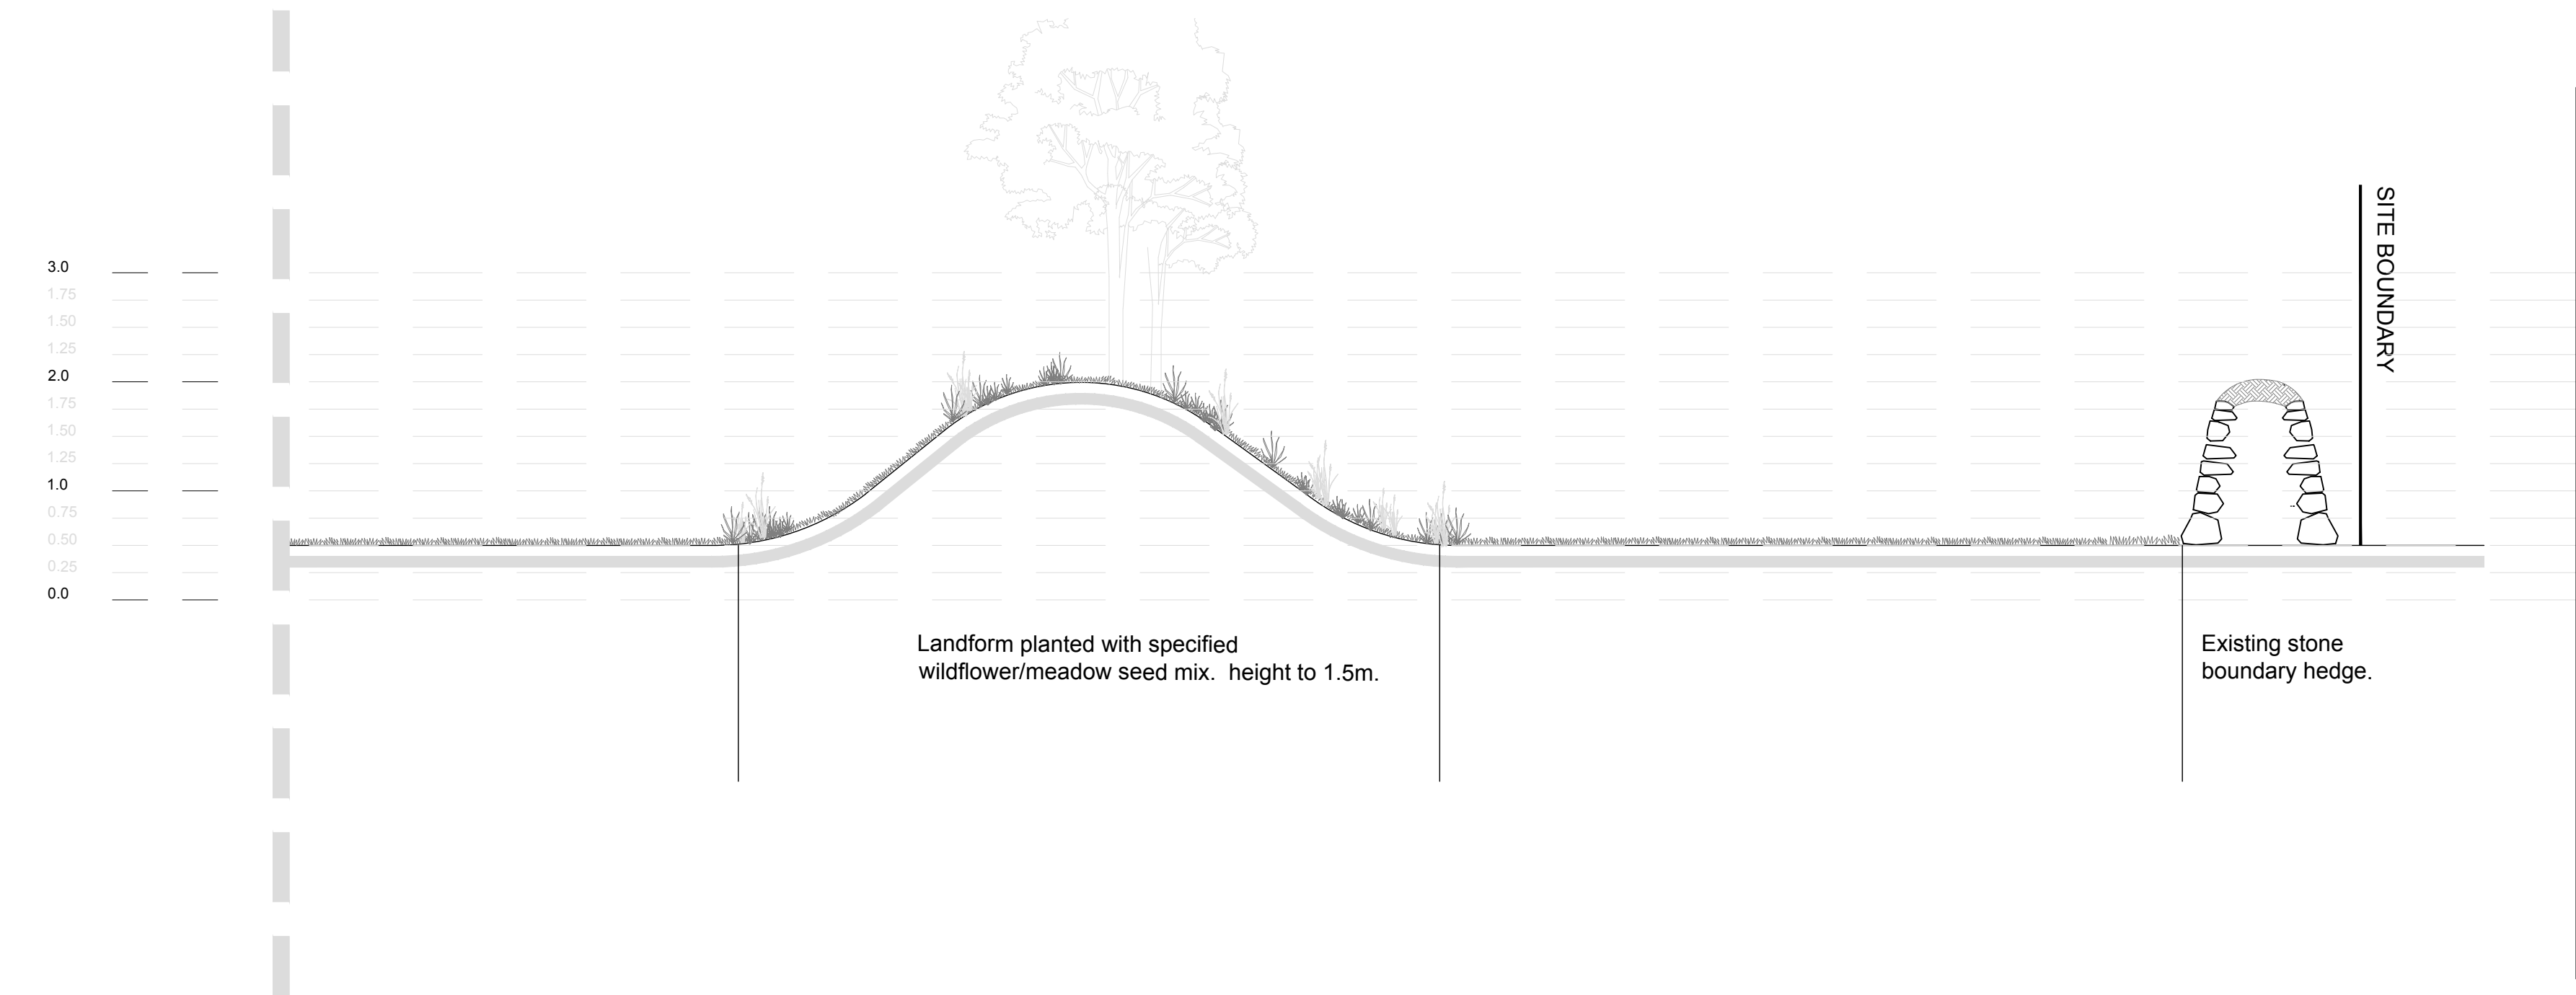 SITE BOUNDARY
3.0
1.75
1.50
1.25
2.0
1.75
1.50
1.25
1.0
0.75
0.50
0.25
0.0
Landform planted with specified
wildflower/meadow seed mix.  height to 1.5m.
Existing stone
boundary hedge.